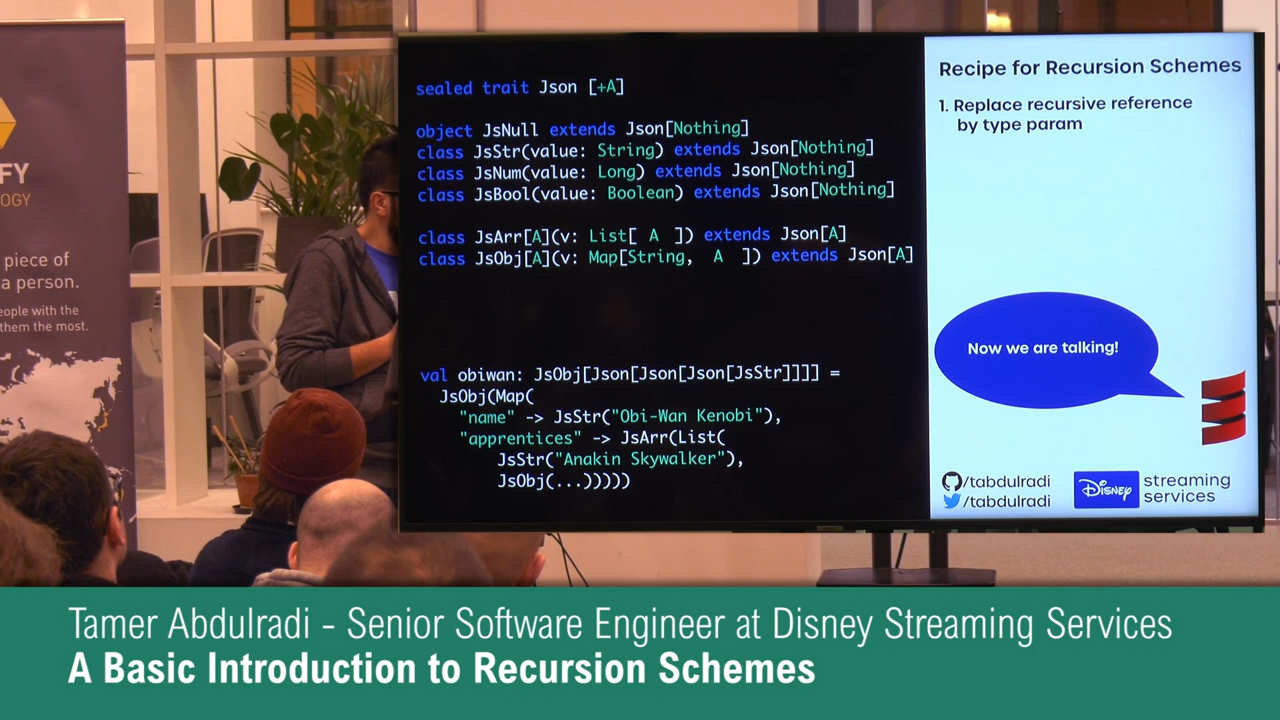 FY
OGY
piece of
a person.
eople with the
them the most.
sealed trait Json [+A]
object JsNull extends Json[Nothing]
class JsStr(value: String) extends Json[Nothing]
class JsNum(value: Long) extends Json[Nothing]
class JsBool(value: Boolean) extends Json[Nothing]
class JsArr[A](v: List[ A ]) extends Json[A]
class JsObj[A](v: Map[String, A ]) extends Json[A]
val obiwan: JsObj[Json[Json[Json[JsStr]]]] =
JsObj(Map(
"name" -> JsStr("Obi-Wan Kenobi"),
"apprentices" -> JsArr(List(
JsStr("Anakin Skywalker"),
JsObj(...)))))
Recipe for Recursion Schemes
1. Replace recursive reference
by type param
Now we are talking!
/tabdulradi
/tabdulradi
Disney streaming
services
Tamer Abdulradi - Senior Software Engineer at Disney Streaming Services
A Basic Introduction to Recursion Schemes